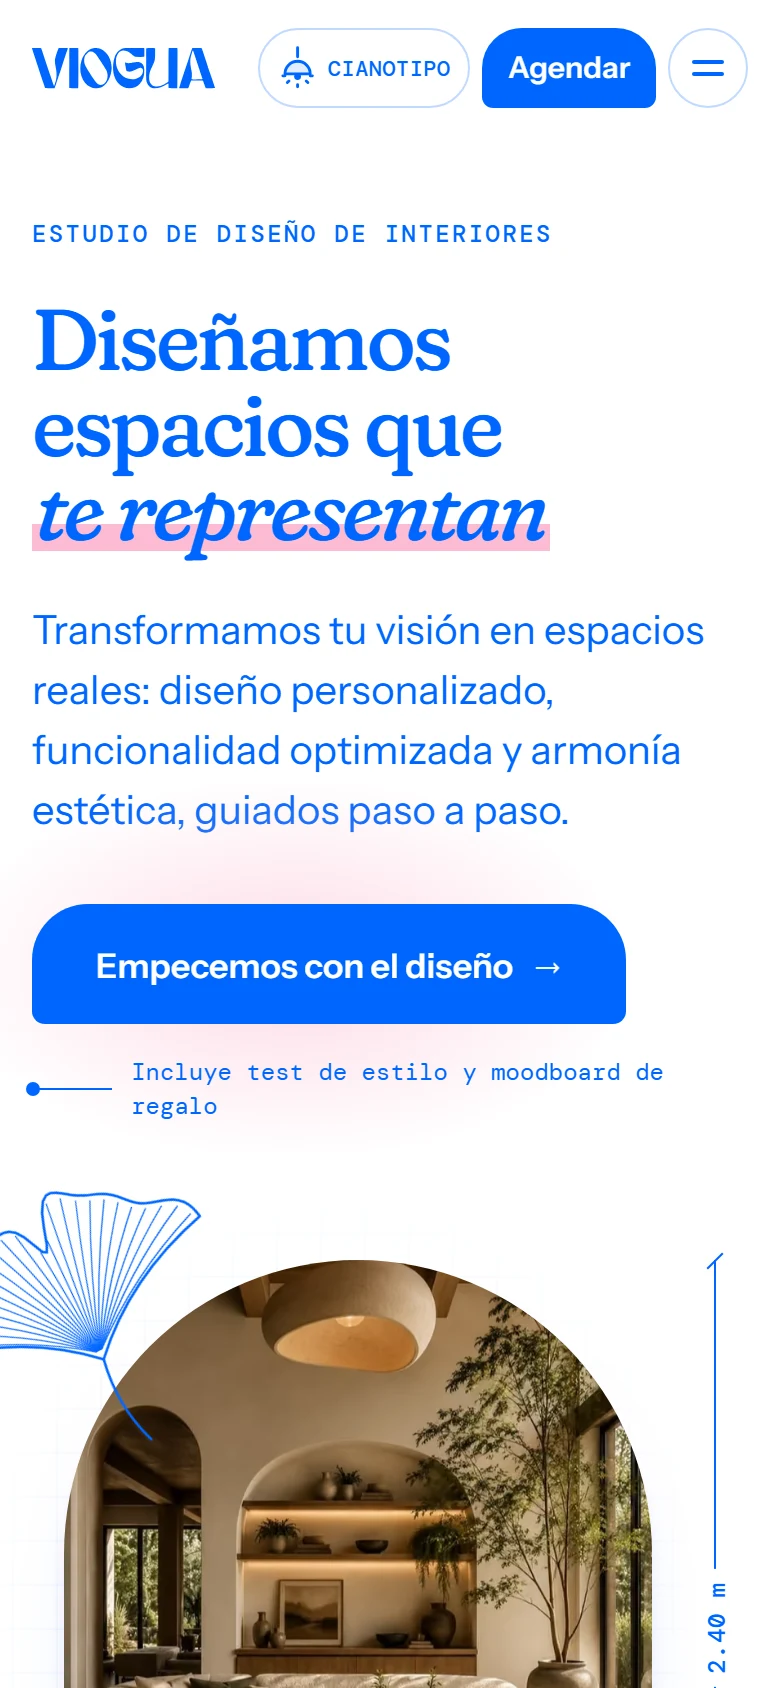 VIOGUA
CIANOTIPO
Agendar
ESTUDIO DE DISEÑO DE INTERIORES
Diseñamos
espacios que
te representan
Transformamos tu visión en espacios
reales: diseño personalizado,
funcionalidad optimizada y armonía
estética, guiados paso a paso.
Empecemos con el diseño →
Incluye test de estilo y moodboard de
regalo
2.40 m